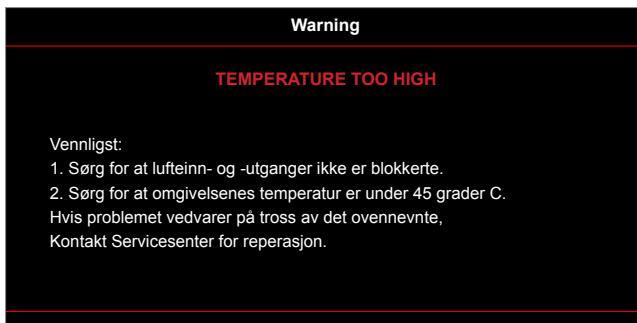 Warning
TEMPERATURE TOO HIGH
Vennligst:
1. Sørg for at lufteinn- og -utganger ikke er blokkerte.
2. Sørg for at omgivelsenes temperatur er under 45 grader C.
Hvis problemet vedvarer på tross av det ovennevnte,
Kontakt Servicesenter for reperasjon.